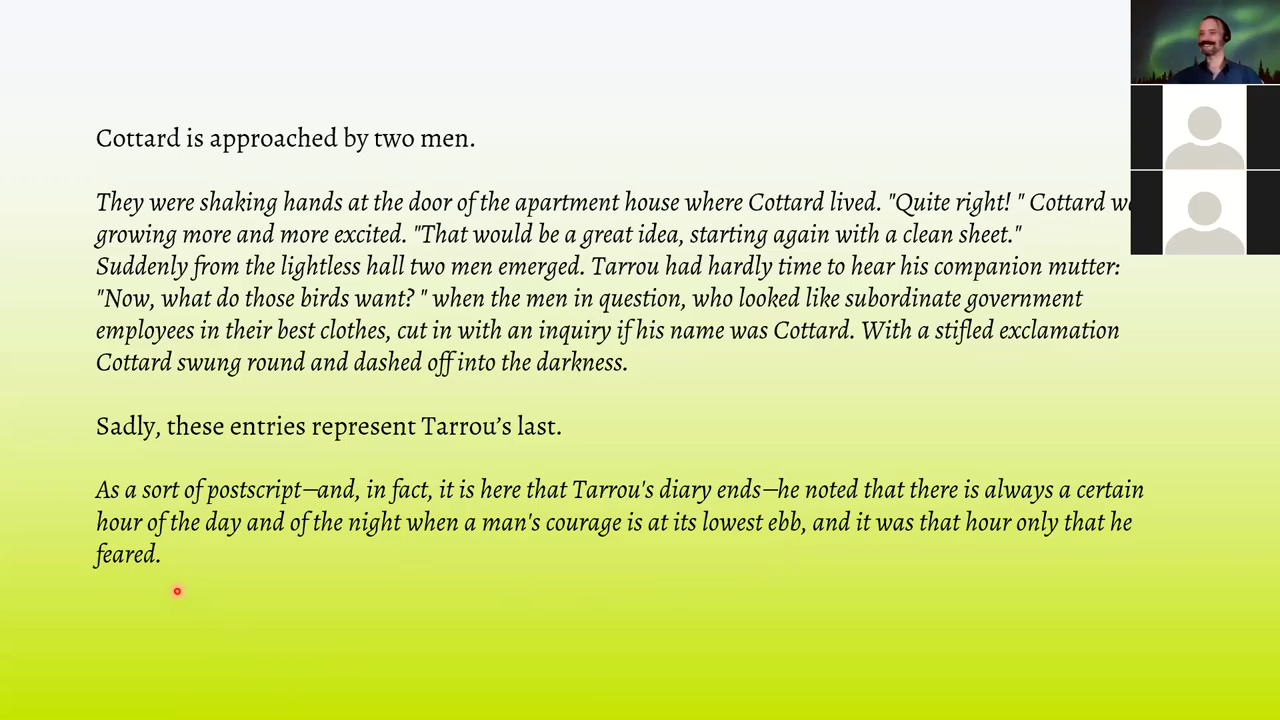 Cottard is approached by two men.
They were shaking hands at the door of the apartment house where Cottard lived. "Quite right! " Cottard
growing more and more excited. "That would be a great idea, starting again with a clean sheet."
Suddenly from the lightless hall two men emerged. Tarrou had hardly time to hear his companion mutter:
"Now, what do those birds want? " when the men in question, who looked like subordinate government
employees in their best clothes, cut in with an inquiry if his name was Cottard. With a stifled exclamation
Cottard swung round and dashed off into the darkness.
Sadly, these entries represent Tarrou’s last.
As a sort of postscript—and, in fact, it is here that Tarrou's diary ends—he noted that there is always a certain
hour of the day and of the night when a man's courage is at its lowest ebb, and it was that hour only that he
feared.